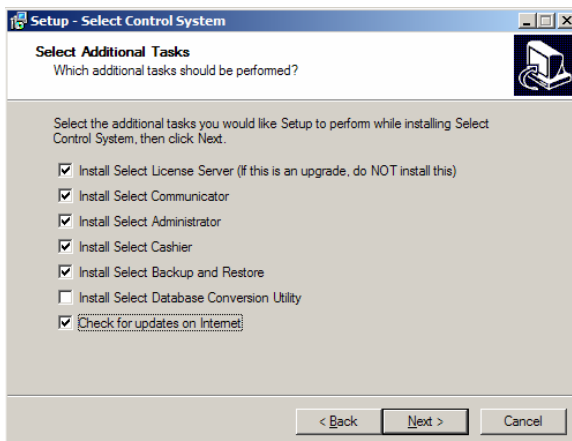 Setup - Select Control System
Select Additional Tasks
Which additional tasks should be performed?
Select the additional tasks you would like Setup to perform while installing Select
Control System, then click Next.
Install Select License Server (If this is an upgrade, do NOT install this)
Install Select Communicator
Install Select Administrator
Install Select Cashier
Install Select Backup and Restore
Install Select Database Conversion Utility
Check for updates on Internet
< Back Next > Cancel